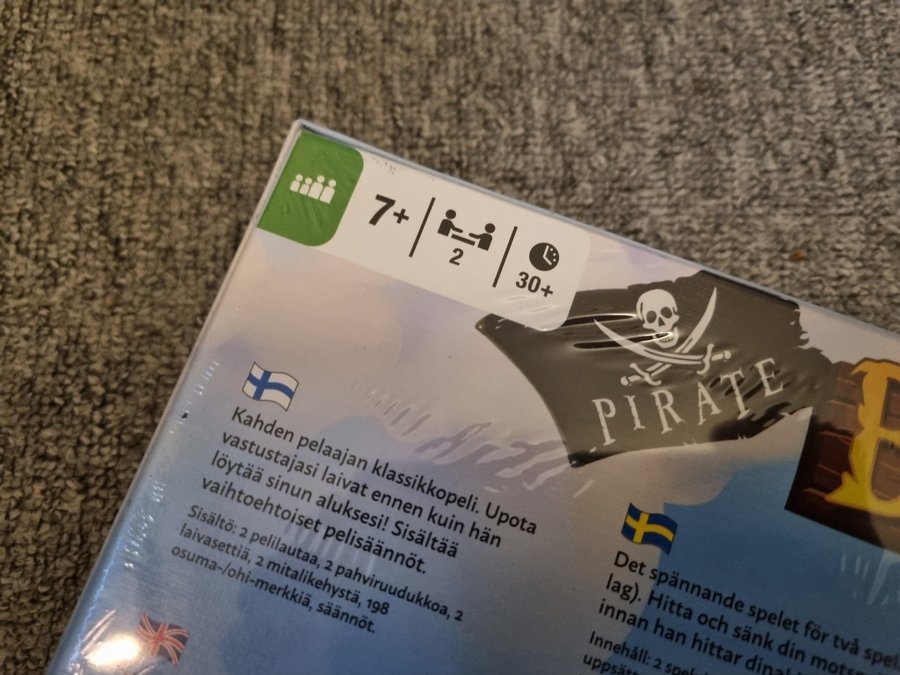 7+
2
30+
PIRATE
Kahden pelaajan klassikkopeli. Upota
vastustajasi laivat ennen kuin hän
löytää sinun aluksesi! Sisältää
vaihtoehtoiset pelisäännöt.
Sisältö: 2 pelilautaa, 2 pahviruudukkoa, 2
laivasettiä, 2 mitalikehystä, 198
osuma-/ohi-merkkiä, säännöt.
Det spännande spelet för två spel
lag). Hitta och sänk din mots
innan han hittar dina
Innehåll: 2 spel
uppsätt